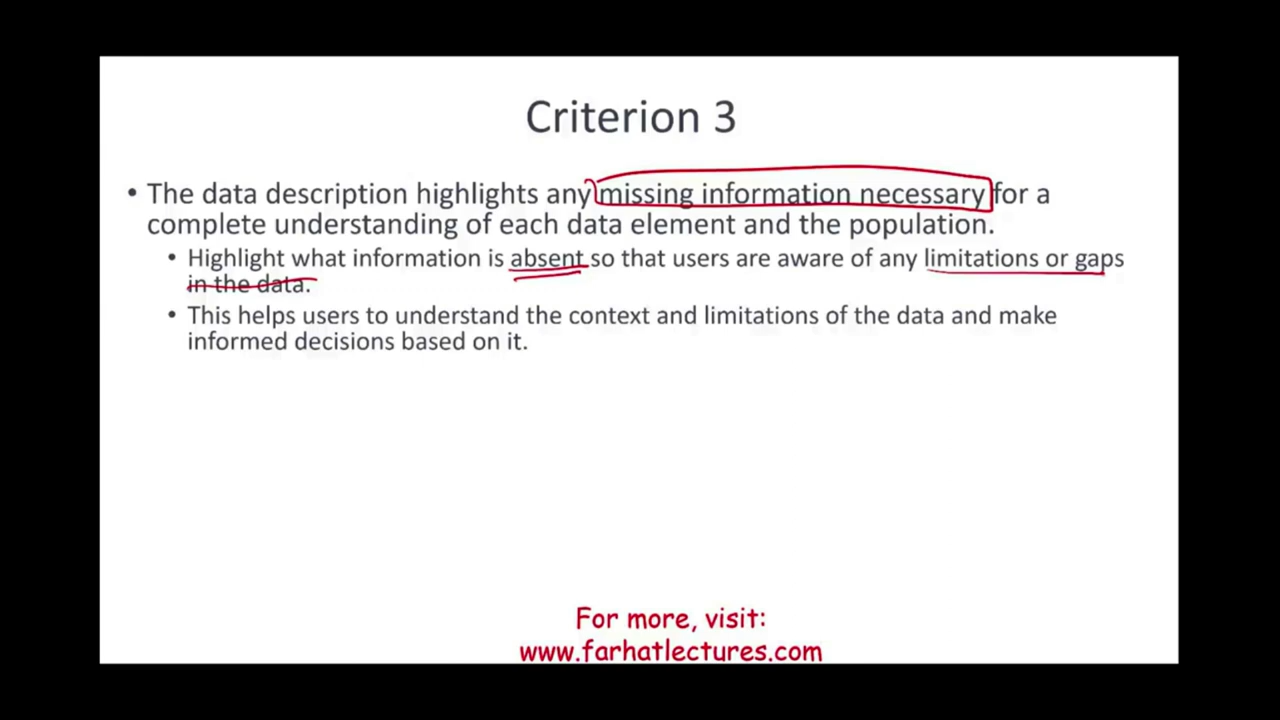 Criterion 3
• The data description highlights any missing information necessary for a
complete understanding of each data element and the population.
• Highlight what information is absent so that users are aware of any limitations or gaps
in the data.
• This helps users to understand the context and limitations of the data and make
informed decisions based on it.
For more, visit:
www.farhatlectures.com